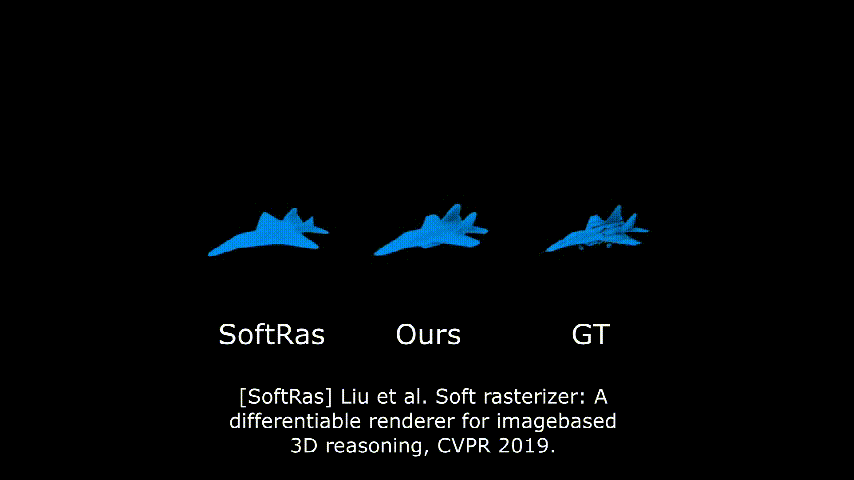 SoftRas Ours GT
[SoftRas] Liu et al. Soft rasterizer: A
differentiable renderer for imagebased
3D reasoning, CVPR 2019.